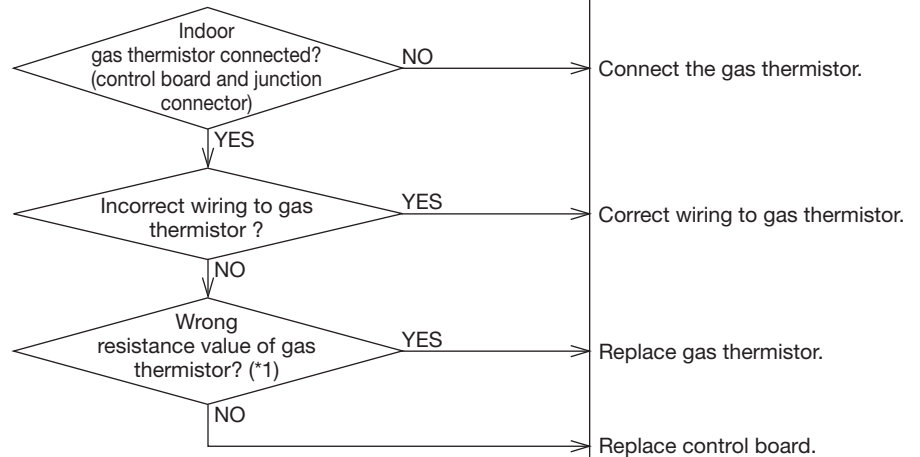 Indoor
gas thermistor connected?
(control board and junction
connector)
NO
Connect the gas thermistor.
YES
Incorrect wiring to gas
thermistor ?
YES
Correct wiring to gas thermistor.
NO
Wrong
resistance value of gas
thermistor? (*1)
YES
Replace gas thermistor.
NO
Replace control board.